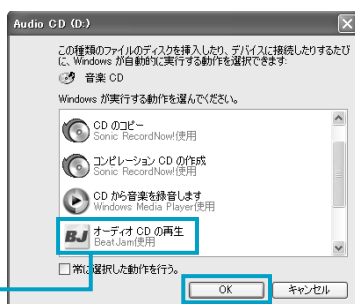 Audio CD (D:)
この種類のファイルのディスクを挿入したり、デバイスに接続したりするたび
に、Windows が自動的に実行する動作を選択できます:
音楽 CD
Windows が実行する動作を選んでください。
CD のコピー
Sonic RecordNow!使用
コンピレーション CD の作成
Sonic RecordNow!使用
CD から音楽を録音します
Windows Media Player使用
BJ オーディオ CD の再生
BeatJam使用
常に選択した動作を行う。
OK キャンセル